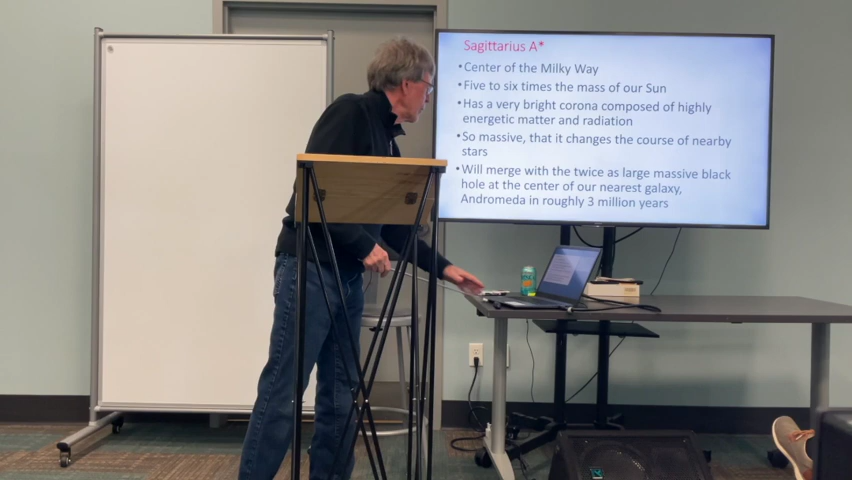 Sagittarius A*
•Center of the Milky Way
•Five to six times the mass of our Sun
•Has a very bright corona composed of highly
energetic matter and radiation
•So massive, that it changes the course of nearby
stars
•Will merge with the twice as large massive black
hole at the center of our nearest galaxy,
Andromeda in roughly 3 million years